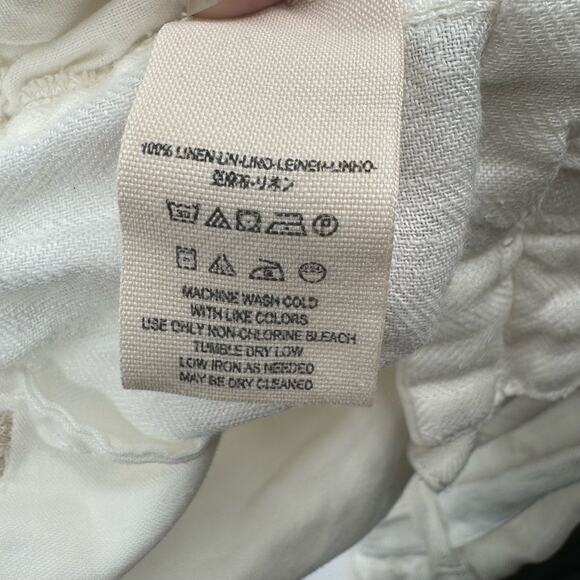 100% LINEN-LIN-LINO-LEINEN-LINHO-
亚麻布-リネン
MACHINE WASH COLD
WITH LIKE COLORS
USE ONLY NON-CHLORINE BLEACH
TUMBLE DRY LOW
LOW IRON AS NEEDED
MAY BE DRY CLEANED